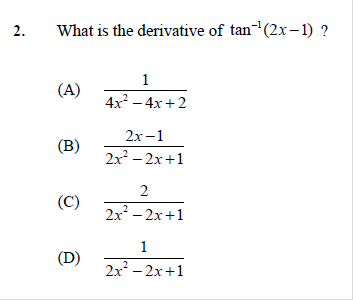 2. What is the derivative of tan⁻¹(2x−1) ?
(A) 1/(4x² − 4x + 2)
(B) (2x−1)/(2x² − 2x + 1)
(C) 2/(2x² − 2x + 1)
(D) 1/(2x² − 2x + 1)